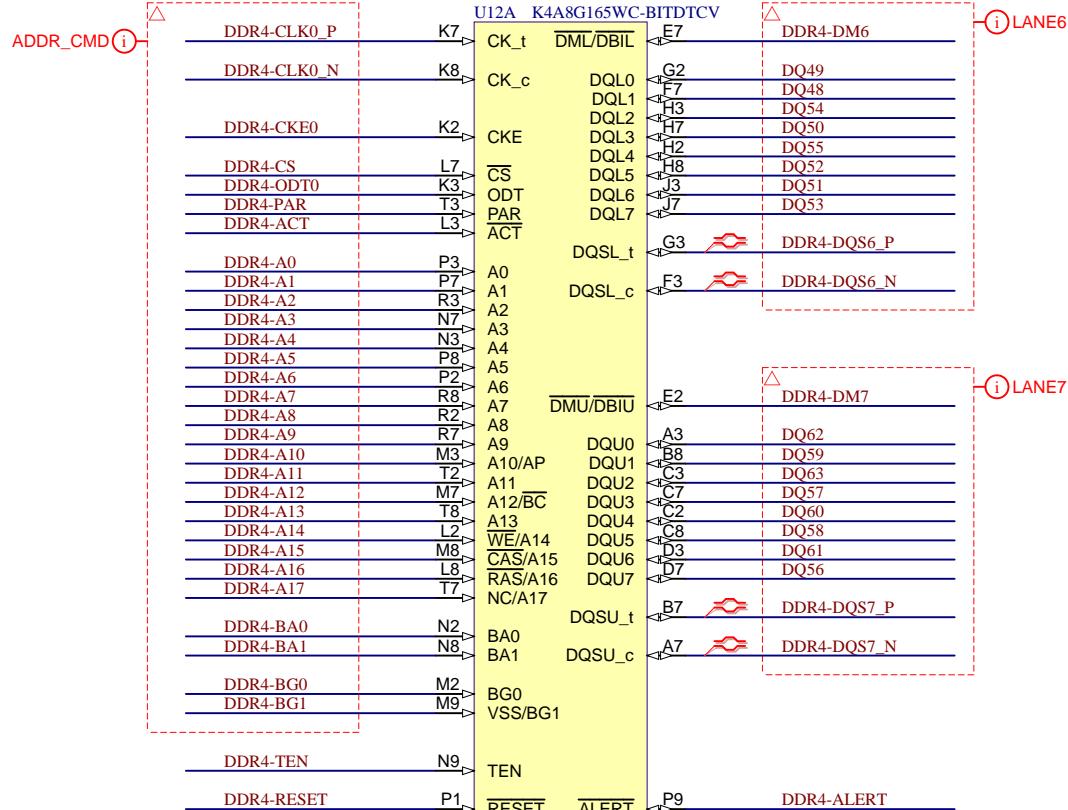 U12A K4A8G165WC-BITDTCV
ADDR_CMD i
DDR4-CLK0_P K7 CK_t DML/DBIL E7 DDR4-DM6 i LANE6
DDR4-CLK0_N K8 CK_c DQL0 G2 DQ49
DQL1 F7 DQ48
DQL2 H3 DQ54
DDR4-CKE0 K2 CKE DQL3 H7 DQ50
DQL4 H2 DQ55
DDR4-CS L7 CS DQL5 H8 DQ52
DDR4-ODT0 K3 ODT DQL6 J3 DQ51
DDR4-PAR T3 PAR DQL7 J7 DQ53
DDR4-ACT L3 ACT
DQSL_t G3 DDR4-DQS6_P
DDR4-A0 P3 A0
DDR4-A1 P7 A1 DQSL_c F3 DDR4-DQS6_N
DDR4-A2 R3 A2
DDR4-A3 N7 A3
DDR4-A4 N3 A4
DDR4-A5 P8 A5
DDR4-A6 P2 A6 i LANE7
DDR4-A7 R8 A7 DMU/DBIU E2 DDR4-DM7
DDR4-A8 R2 A8
DDR4-A9 R7 A9 DQU0 A3 DQ62
DDR4-A10 M3 A10/AP DQU1 B8 DQ59
DDR4-A11 T2 A11 DQU2 C3 DQ63
DDR4-A12 M7 A12/BC DQU3 C7 DQ57
DDR4-A13 T8 A13 DQU4 C2 DQ60
DDR4-A14 L2 WE/A14 DQU5 C8 DQ58
DDR4-A15 M8 CAS/A15 DQU6 D3 DQ61
DDR4-A16 L8 RAS/A16 DQU7 D7 DQ56
DDR4-A17 T7 NC/A17
DQSU_t B7 DDR4-DQS7_P
DDR4-BA0 N2 BA0
DDR4-BA1 N8 BA1 DQSU_c A7 DDR4-DQS7_N
DDR4-BG0 M2 BG0
DDR4-BG1 M9 VSS/BG1
DDR4-TEN N9 TEN
DDR4-RESET P1 RESET ALERT P9 DDR4-ALERT